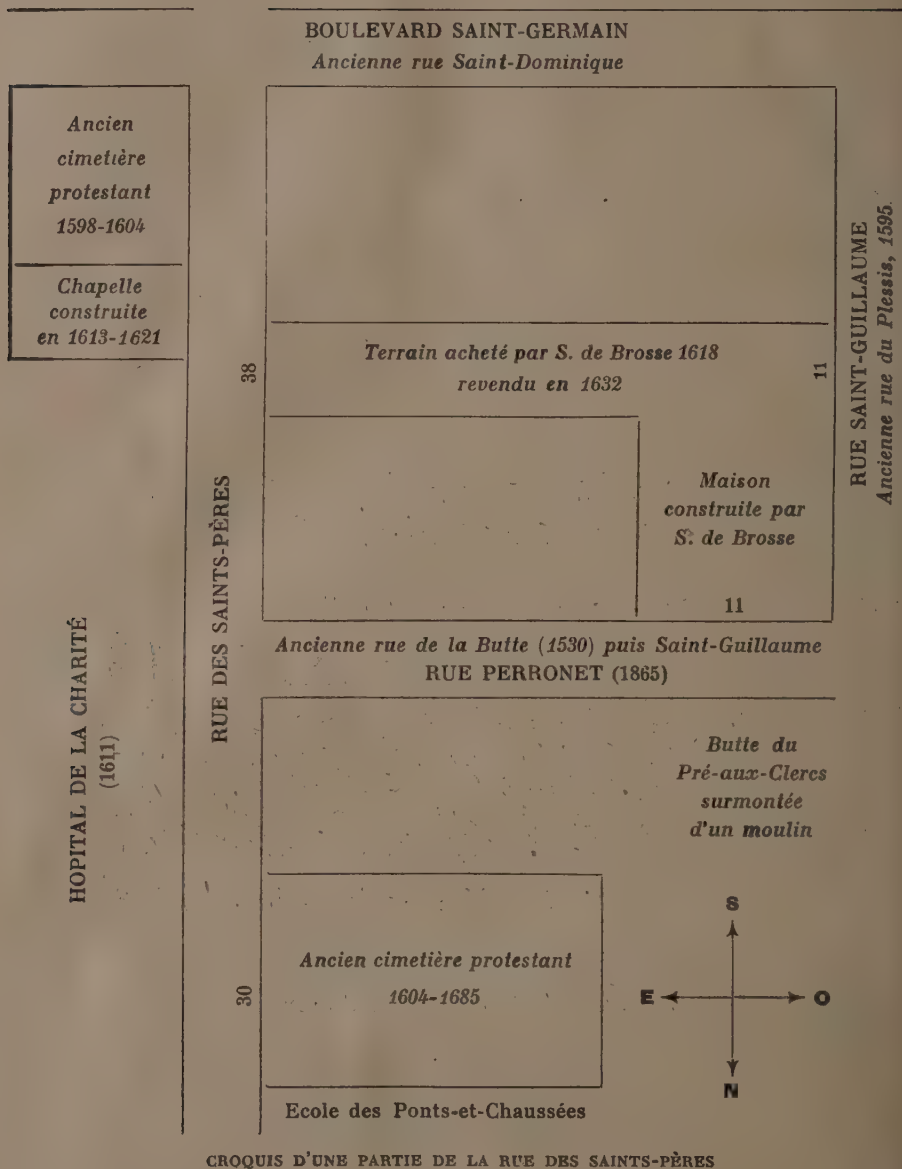 BOULEVARD SAINT-GERMAIN
Ancienne rue Saint-Dominique
Ancien
cimetière
protestant
1598-1604
Chapelle
construite
en 1613-1621
38
Terrain acheté par S. de Brosse 1618
revendu en 1632
11
RUE SAINT-GUILLAUME
Ancienne rue du Plessis, 1595.
Maison
construite par
S. de Brosse
11
RUE DES SAINTS-PÈRES
HOPITAL DE LA CHARITÉ
(1611)
Ancienne rue de la Butte (1530) puis Saint-Guillaume
RUE PERRONET (1865)
Butte du
Pré-aux-Clercs
surmontée
d'un moulin
30
Ancien cimetière protestant
1604-1685
S
E
O
N
Ecole des Ponts-et-Chaussées
CROQUIS D'UNE PARTIE DE LA RUE DES SAINTS-PÈRES